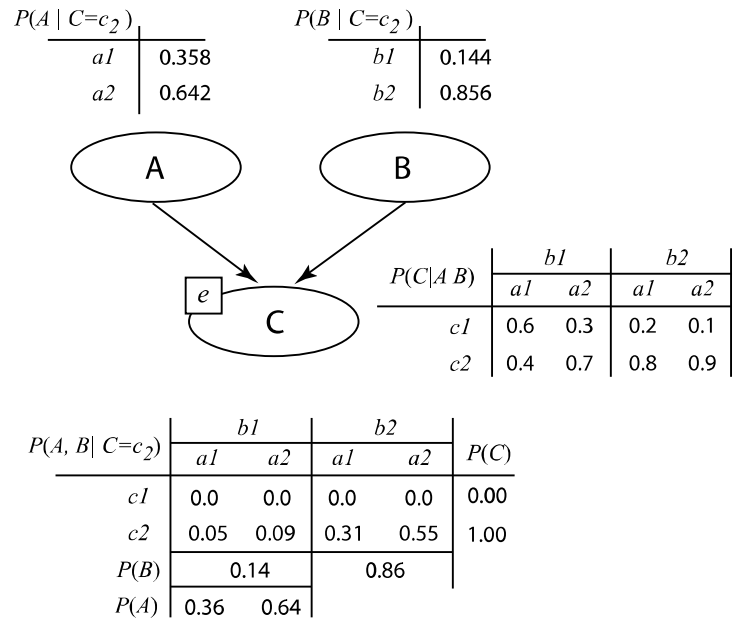 P(A | C=c2) P(B | C=c2)
a1 0.358 b1 0.144
a2 0.642 b2 0.856
A B
b1 b2
P(C|A B) a1 a2 a1 a2
e
C
c1 0.6 0.3 0.2 0.1
c2 0.4 0.7 0.8 0.9
b1 b2
P(A, B| C=c2) P(C)
a1 a2 a1 a2
c1 0.0 0.0 0.0 0.0 0.00
c2 0.05 0.09 0.31 0.55 1.00
P(B) 0.14 0.86
P(A) 0.36 0.64